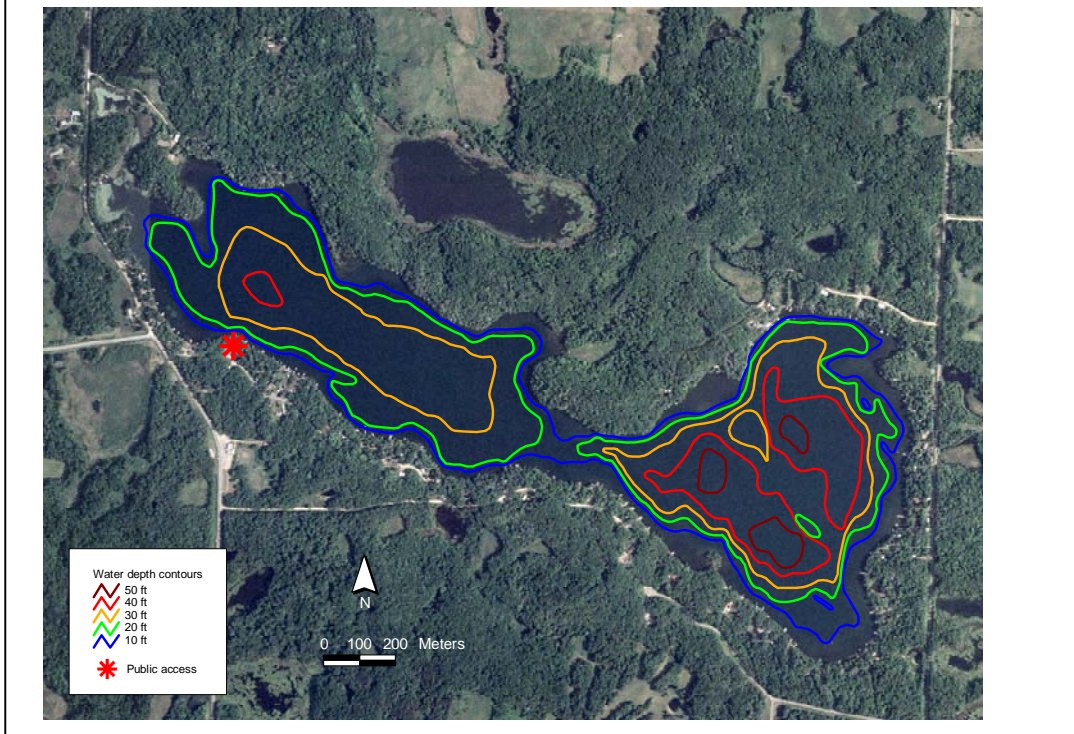 Water depth contours
50 ft
40 ft
30 ft
20 ft
10 ft
Public access
N
0 100 200 Meters